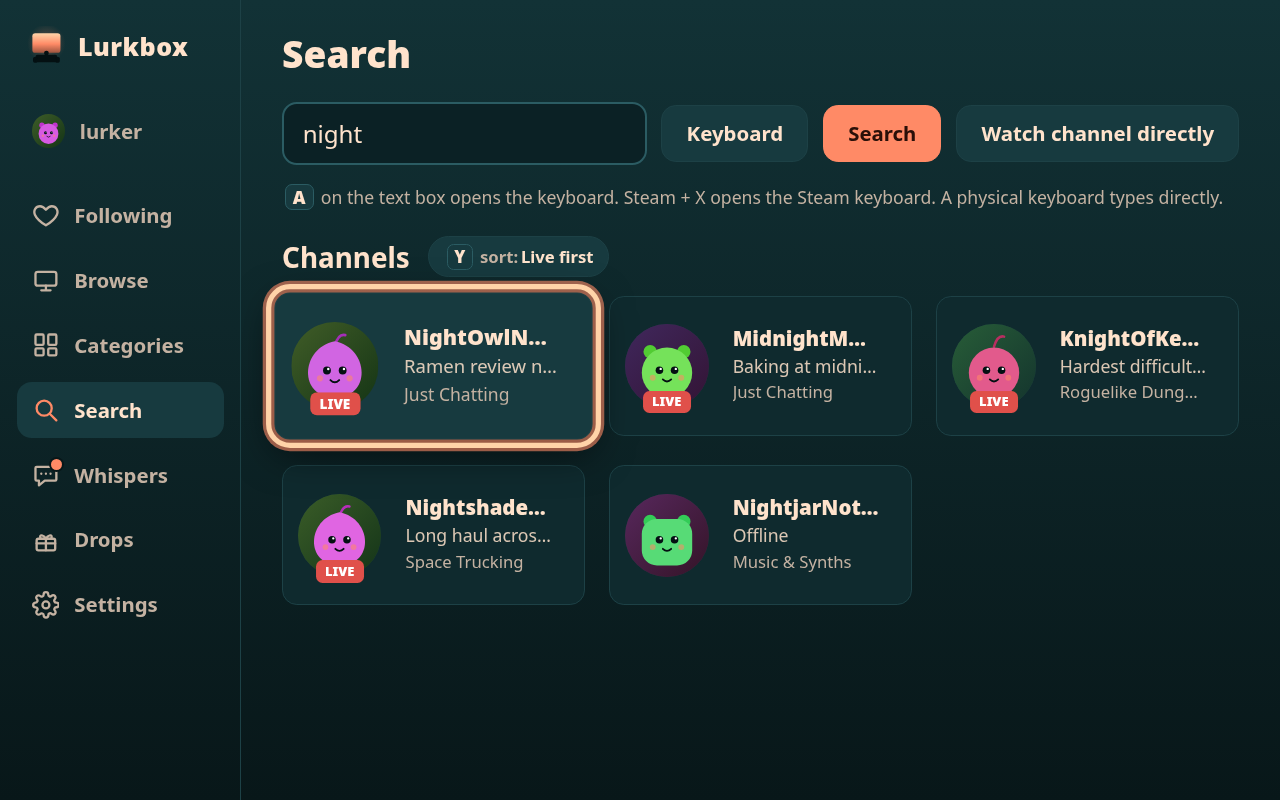 Lurkbox
lurker
Following
Browse
Categories
Search
Whispers
Drops
Settings
Search
night
Keyboard
Search
Watch channel directly
A on the text box opens the keyboard. Steam + X opens the Steam keyboard. A physical keyboard types directly.
Channels
Y sort: Live first
NightOwlN...
Ramen review n...
Just Chatting
LIVE
MidnightM...
Baking at midni...
Just Chatting
LIVE
KnightOfKe...
Hardest difficult...
Roguelike Dung...
LIVE
Nightshade...
Long haul acros...
Space Trucking
LIVE
NightjarNot...
Offline
Music & Synths